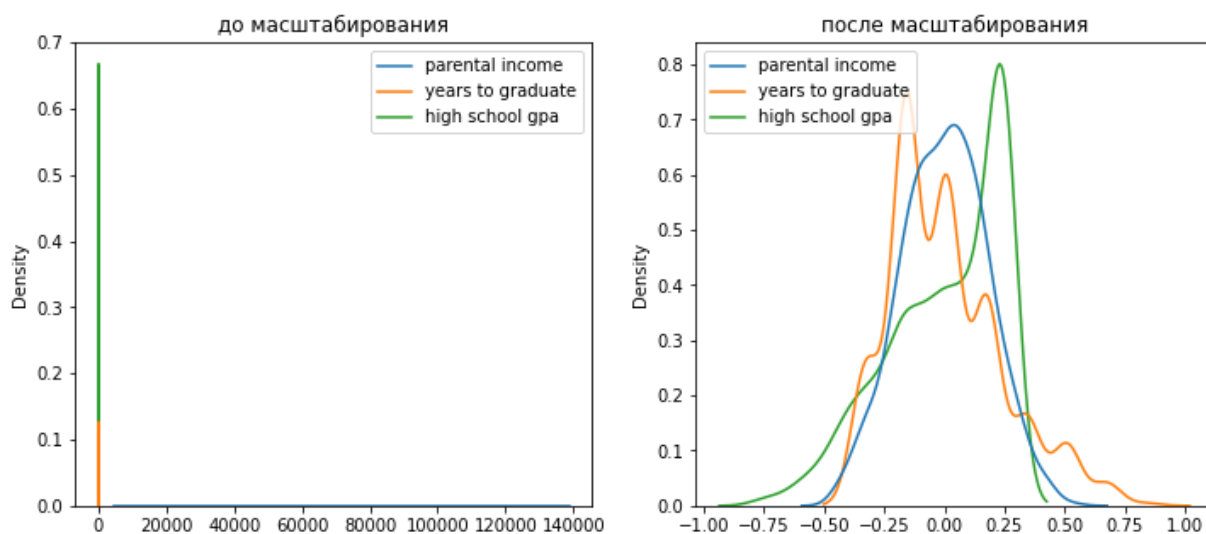 до масштабирования
0.7
0.6
0.5
0.4
0.3
0.2
0.1
0.0
Density
parental income
years to graduate
high school gpa
0 20000 40000 60000 80000 100000 120000 140000
после масштабирования
0.8
0.7
0.6
0.5
0.4
0.3
0.2
0.1
0.0
Density
parental income
years to graduate
high school gpa
−1.00 −0.75 −0.50 −0.25 0.00 0.25 0.50 0.75 1.00